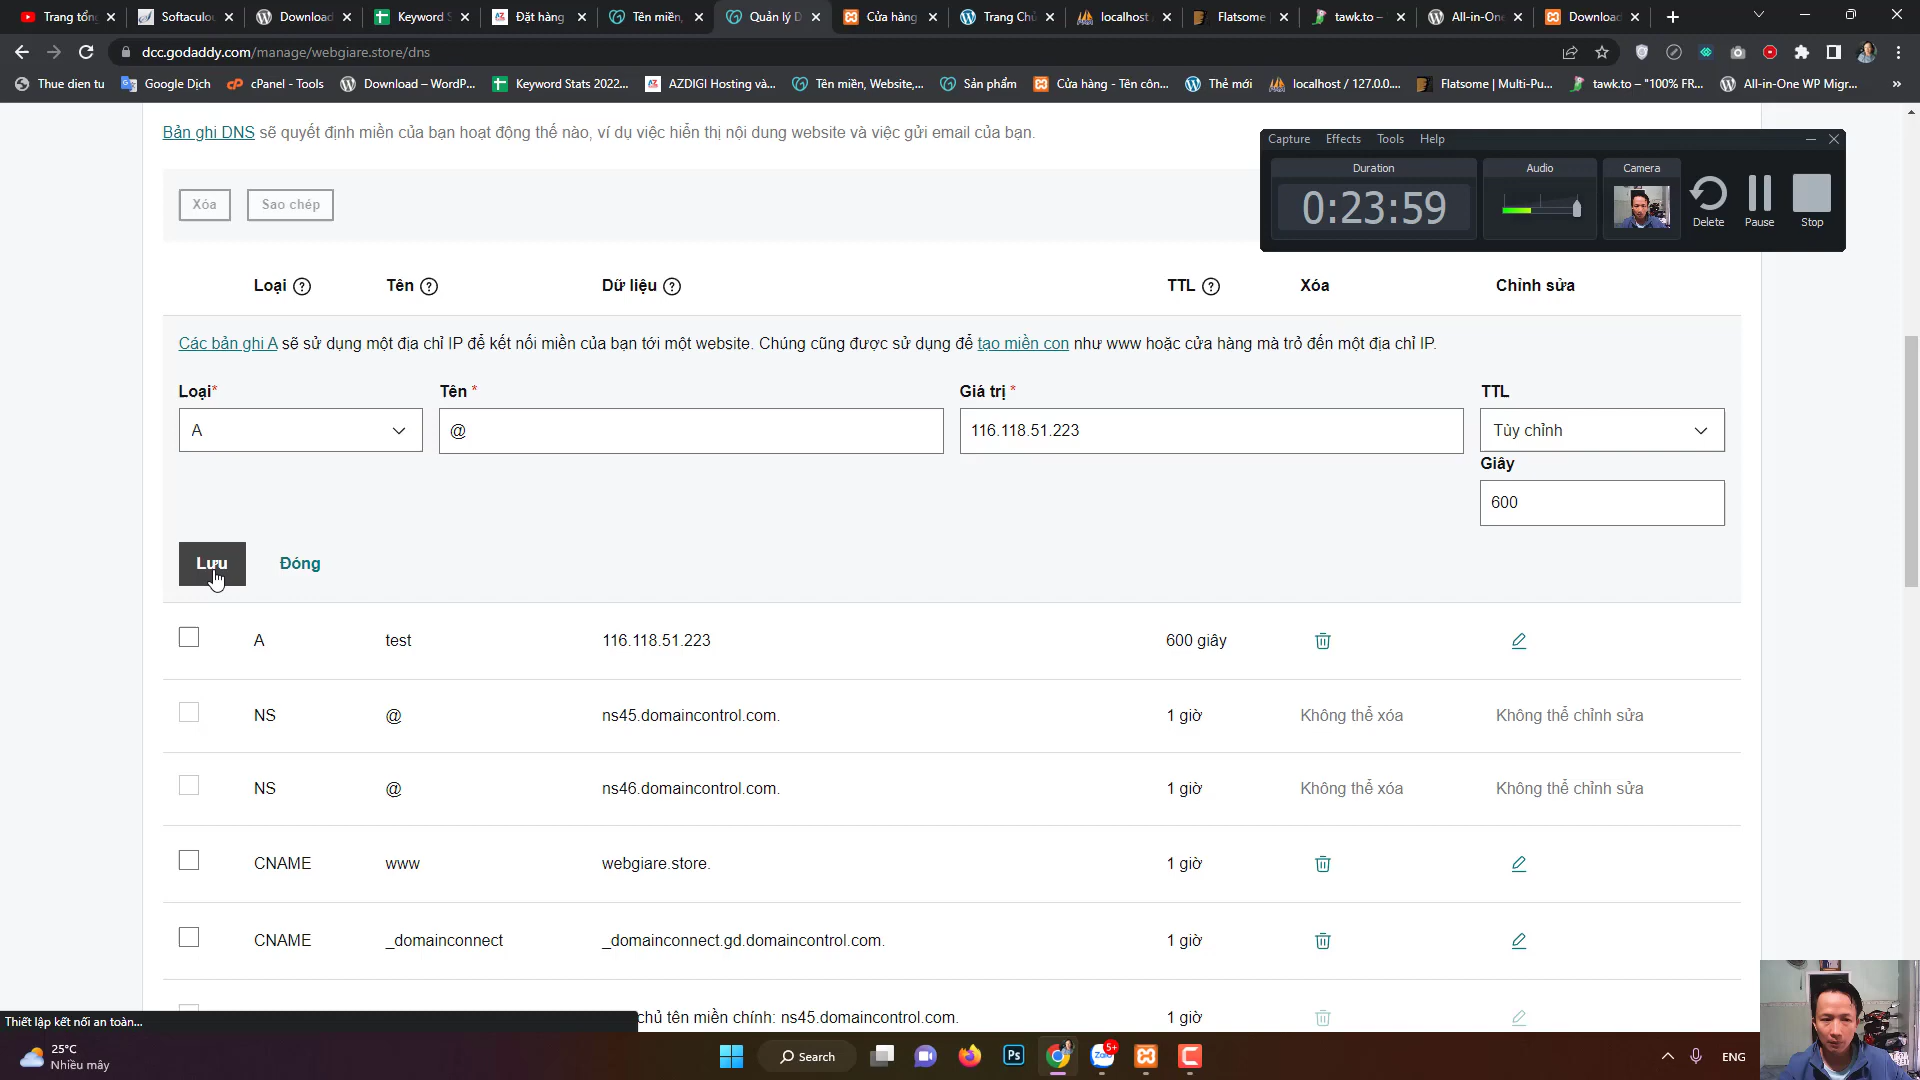 Trang tổng
Softaculou
Download
Keyword S
Đặt hàng
Tên miền,
Quản lý D
Cửa hàng
Trang Chủ
localhost
Flatsome
tawk.to –
All-in-One
Download
dcc.godaddy.com/manage/webgiare.store/dns
Thue dien tu
Google Dịch
cPanel - Tools
Download – WordP...
Keyword Stats 2022...
AZDIGI Hosting và...
Tên miền, Website,...
Sản phẩm
Cửa hàng - Tên côn...
Thẻ mới
localhost / 127.0.0....
Flatsome | Multi-Pu...
tawk.to – "100% FR...
All-in-One WP Migr...
Bản ghi DNS sẽ quyết định miền của bạn hoạt động thế nào, ví dụ việc hiển thị nội dung website và việc gửi email của bạn.
Capture Effects Tools Help
Duration Audio Camera
0:23:59
Delete Pause Stop
Xóa Sao chép
Loại Tên Dữ liệu TTL Xóa Chỉnh sửa
Các bản ghi A sẽ sử dụng một địa chỉ IP để kết nối miền của bạn tới một website. Chúng cũng được sử dụng để tạo miền con như www hoặc cửa hàng mà trỏ đến một địa chỉ IP.
Loại* Tên * Giá trị * TTL
A @ 116.118.51.223 Tùy chỉnh
Giây
600
Lưu Đóng
A test 116.118.51.223 600 giây
NS @ ns45.domaincontrol.com. 1 giờ Không thể xóa Không thể chỉnh sửa
NS @ ns46.domaincontrol.com. 1 giờ Không thể xóa Không thể chỉnh sửa
CNAME www webgiare.store. 1 giờ
CNAME _domainconnect _domainconnect.gd.domaincontrol.com. 1 giờ
chủ tên miền chính: ns45.domaincontrol.com. 1 giờ
Thiết lập kết nối an toàn...
25°C
Nhiều mây
Search
Ps
Zalo
5+
ENG